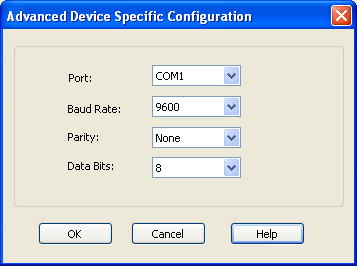 Advanced Device Specific Configuration
Port: COM1
Baud Rate: 9600
Parity: None
Data Bits: 8
OK Cancel Help